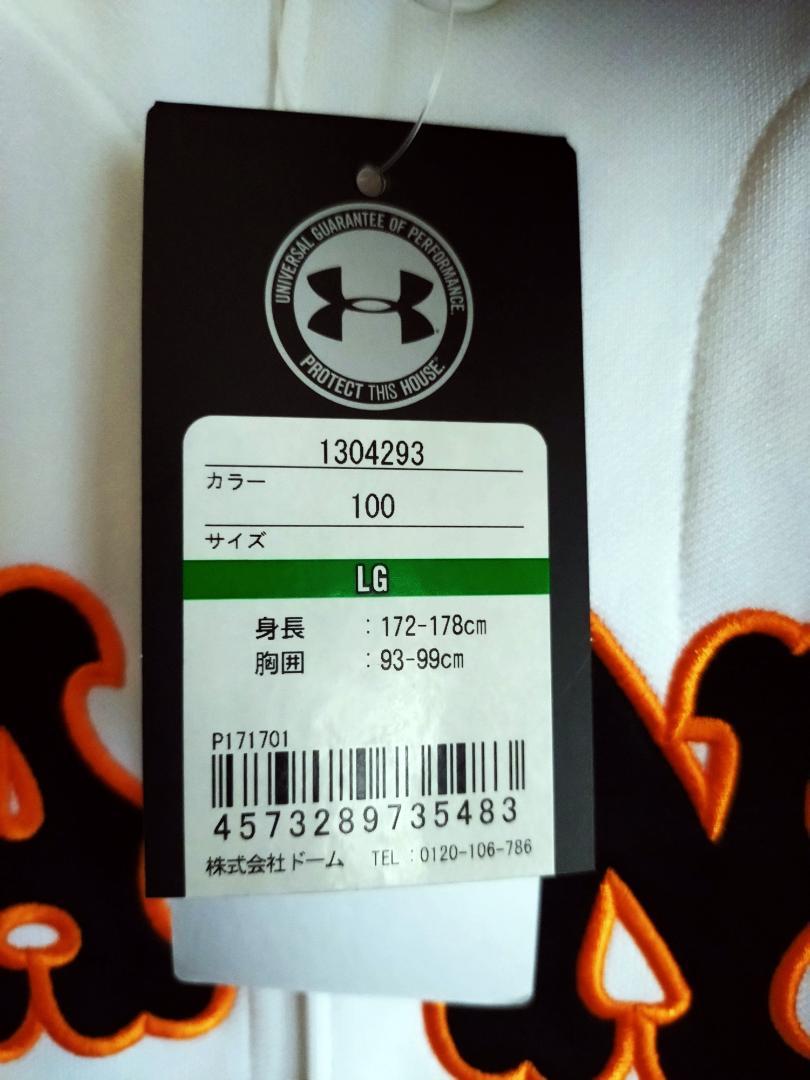 UNIVERSAL GUARANTEE OF PERFORMANCE.
PROTECT THIS HOUSE.
1304293
カラー
100
サイズ
LG
身長 : 172-178cm
胸囲 : 93-99cm
P171701
4573289735483
株式会社ドーム TEL : 0120-106-786